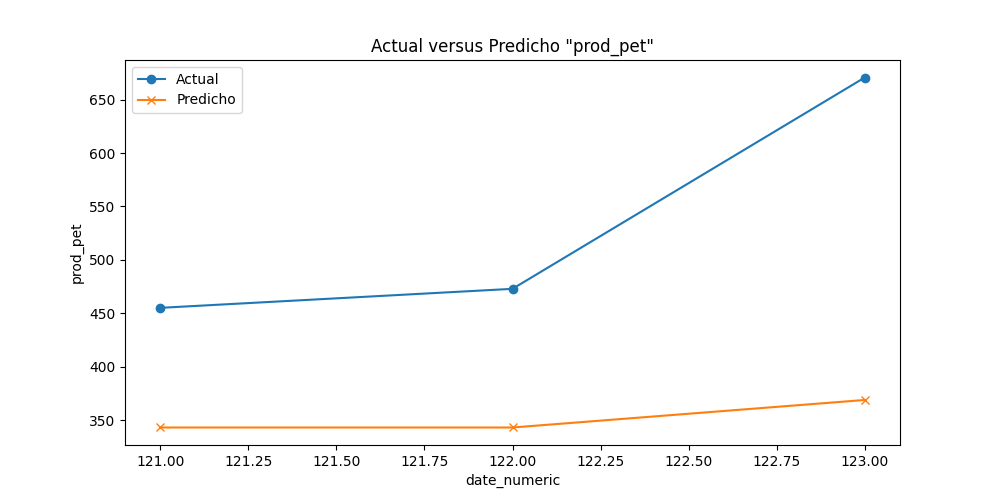 Actual versus Predicho "prod_pet"
Actual
Predicho
650
600
550
500
450
400
350
prod_pet
121.00 121.25 121.50 121.75 122.00 122.25 122.50 122.75 123.00
date_numeric